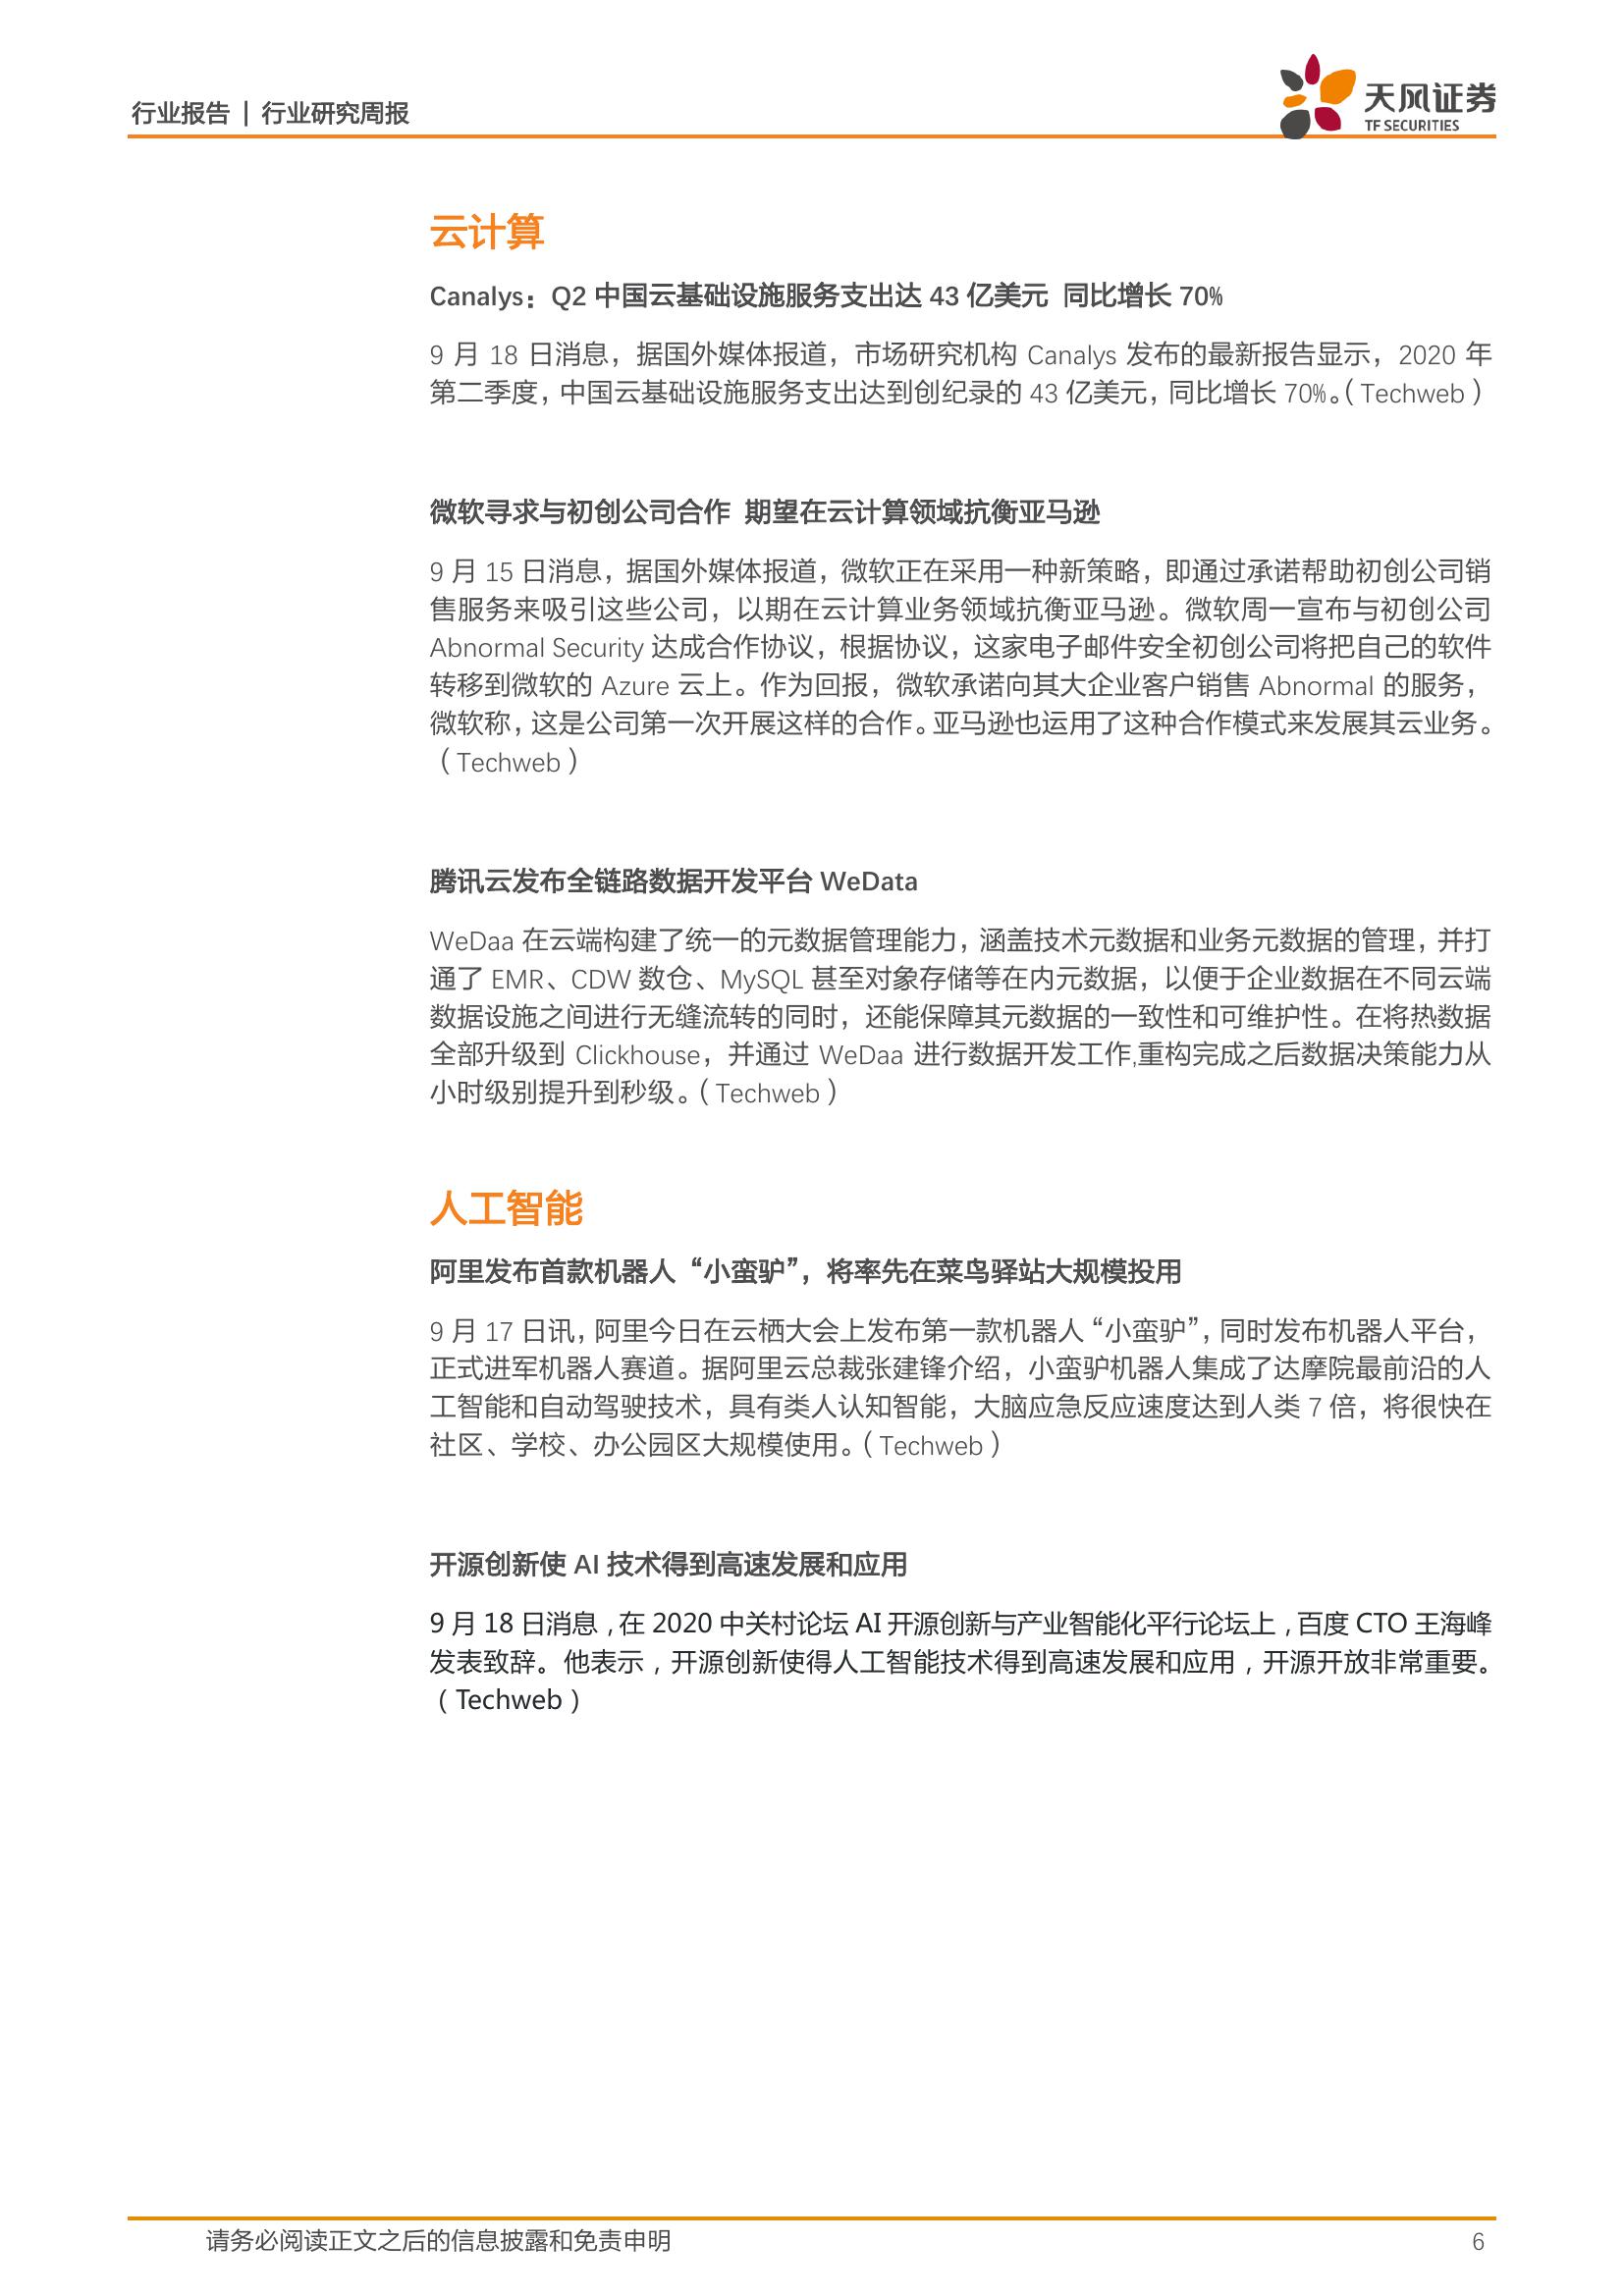 行业报告 | 行业研究周报
天风证券
TF SECURITIES
云计算
Canalys：Q2 中国云基础设施服务支出达 43 亿美元 同比增长 70%
9 月 18 日消息，据国外媒体报道，市场研究机构 Canalys 发布的最新报告显示，2020 年
第二季度，中国云基础设施服务支出达到创纪录的 43 亿美元，同比增长 70%。（Techweb）
微软寻求与初创公司合作 期望在云计算领域抗衡亚马逊
9 月 15 日消息，据国外媒体报道，微软正在采用一种新策略，即通过承诺帮助初创公司销
售服务来吸引这些公司，以期在云计算业务领域抗衡亚马逊。微软周一宣布与初创公司
Abnormal Security 达成合作协议，根据协议，这家电子邮件安全初创公司将把自己的软件
转移到微软的 Azure 云上。作为回报，微软承诺向其大企业客户销售 Abnormal 的服务，
微软称，这是公司第一次开展这样的合作。亚马逊也运用了这种合作模式来发展其云业务。
（Techweb）
腾讯云发布全链路数据开发平台 WeData
WeDaa 在云端构建了统一的元数据管理能力，涵盖技术元数据和业务元数据的管理，并打
通了 EMR、CDW 数仓、MySQL 甚至对象存储等在内元数据，以便于企业数据在不同云端
数据设施之间进行无缝流转的同时，还能保障其元数据的一致性和可维护性。在将热数据
全部升级到 Clickhouse，并通过 WeDaa 进行数据开发工作,重构完成之后数据决策能力从
小时级别提升到秒级。（Techweb）
人工智能
阿里发布首款机器人“小蛮驴”，将率先在菜鸟驿站大规模投用
9 月 17 日讯，阿里今日在云栖大会上发布第一款机器人“小蛮驴”，同时发布机器人平台，
正式进军机器人赛道。据阿里云总裁张建锋介绍，小蛮驴机器人集成了达摩院最前沿的人
工智能和自动驾驶技术，具有类人认知智能，大脑应急反应速度达到人类 7 倍，将很快在
社区、学校、办公园区大规模使用。（Techweb）
开源创新使 AI 技术得到高速发展和应用
9 月 18 日消息，在 2020 中关村论坛 AI 开源创新与产业智能化平行论坛上，百度 CTO 王海峰
发表致辞。他表示，开源创新使得人工智能技术得到高速发展和应用，开源开放非常重要。
（Techweb）
请务必阅读正文之后的信息披露和免责申明
6